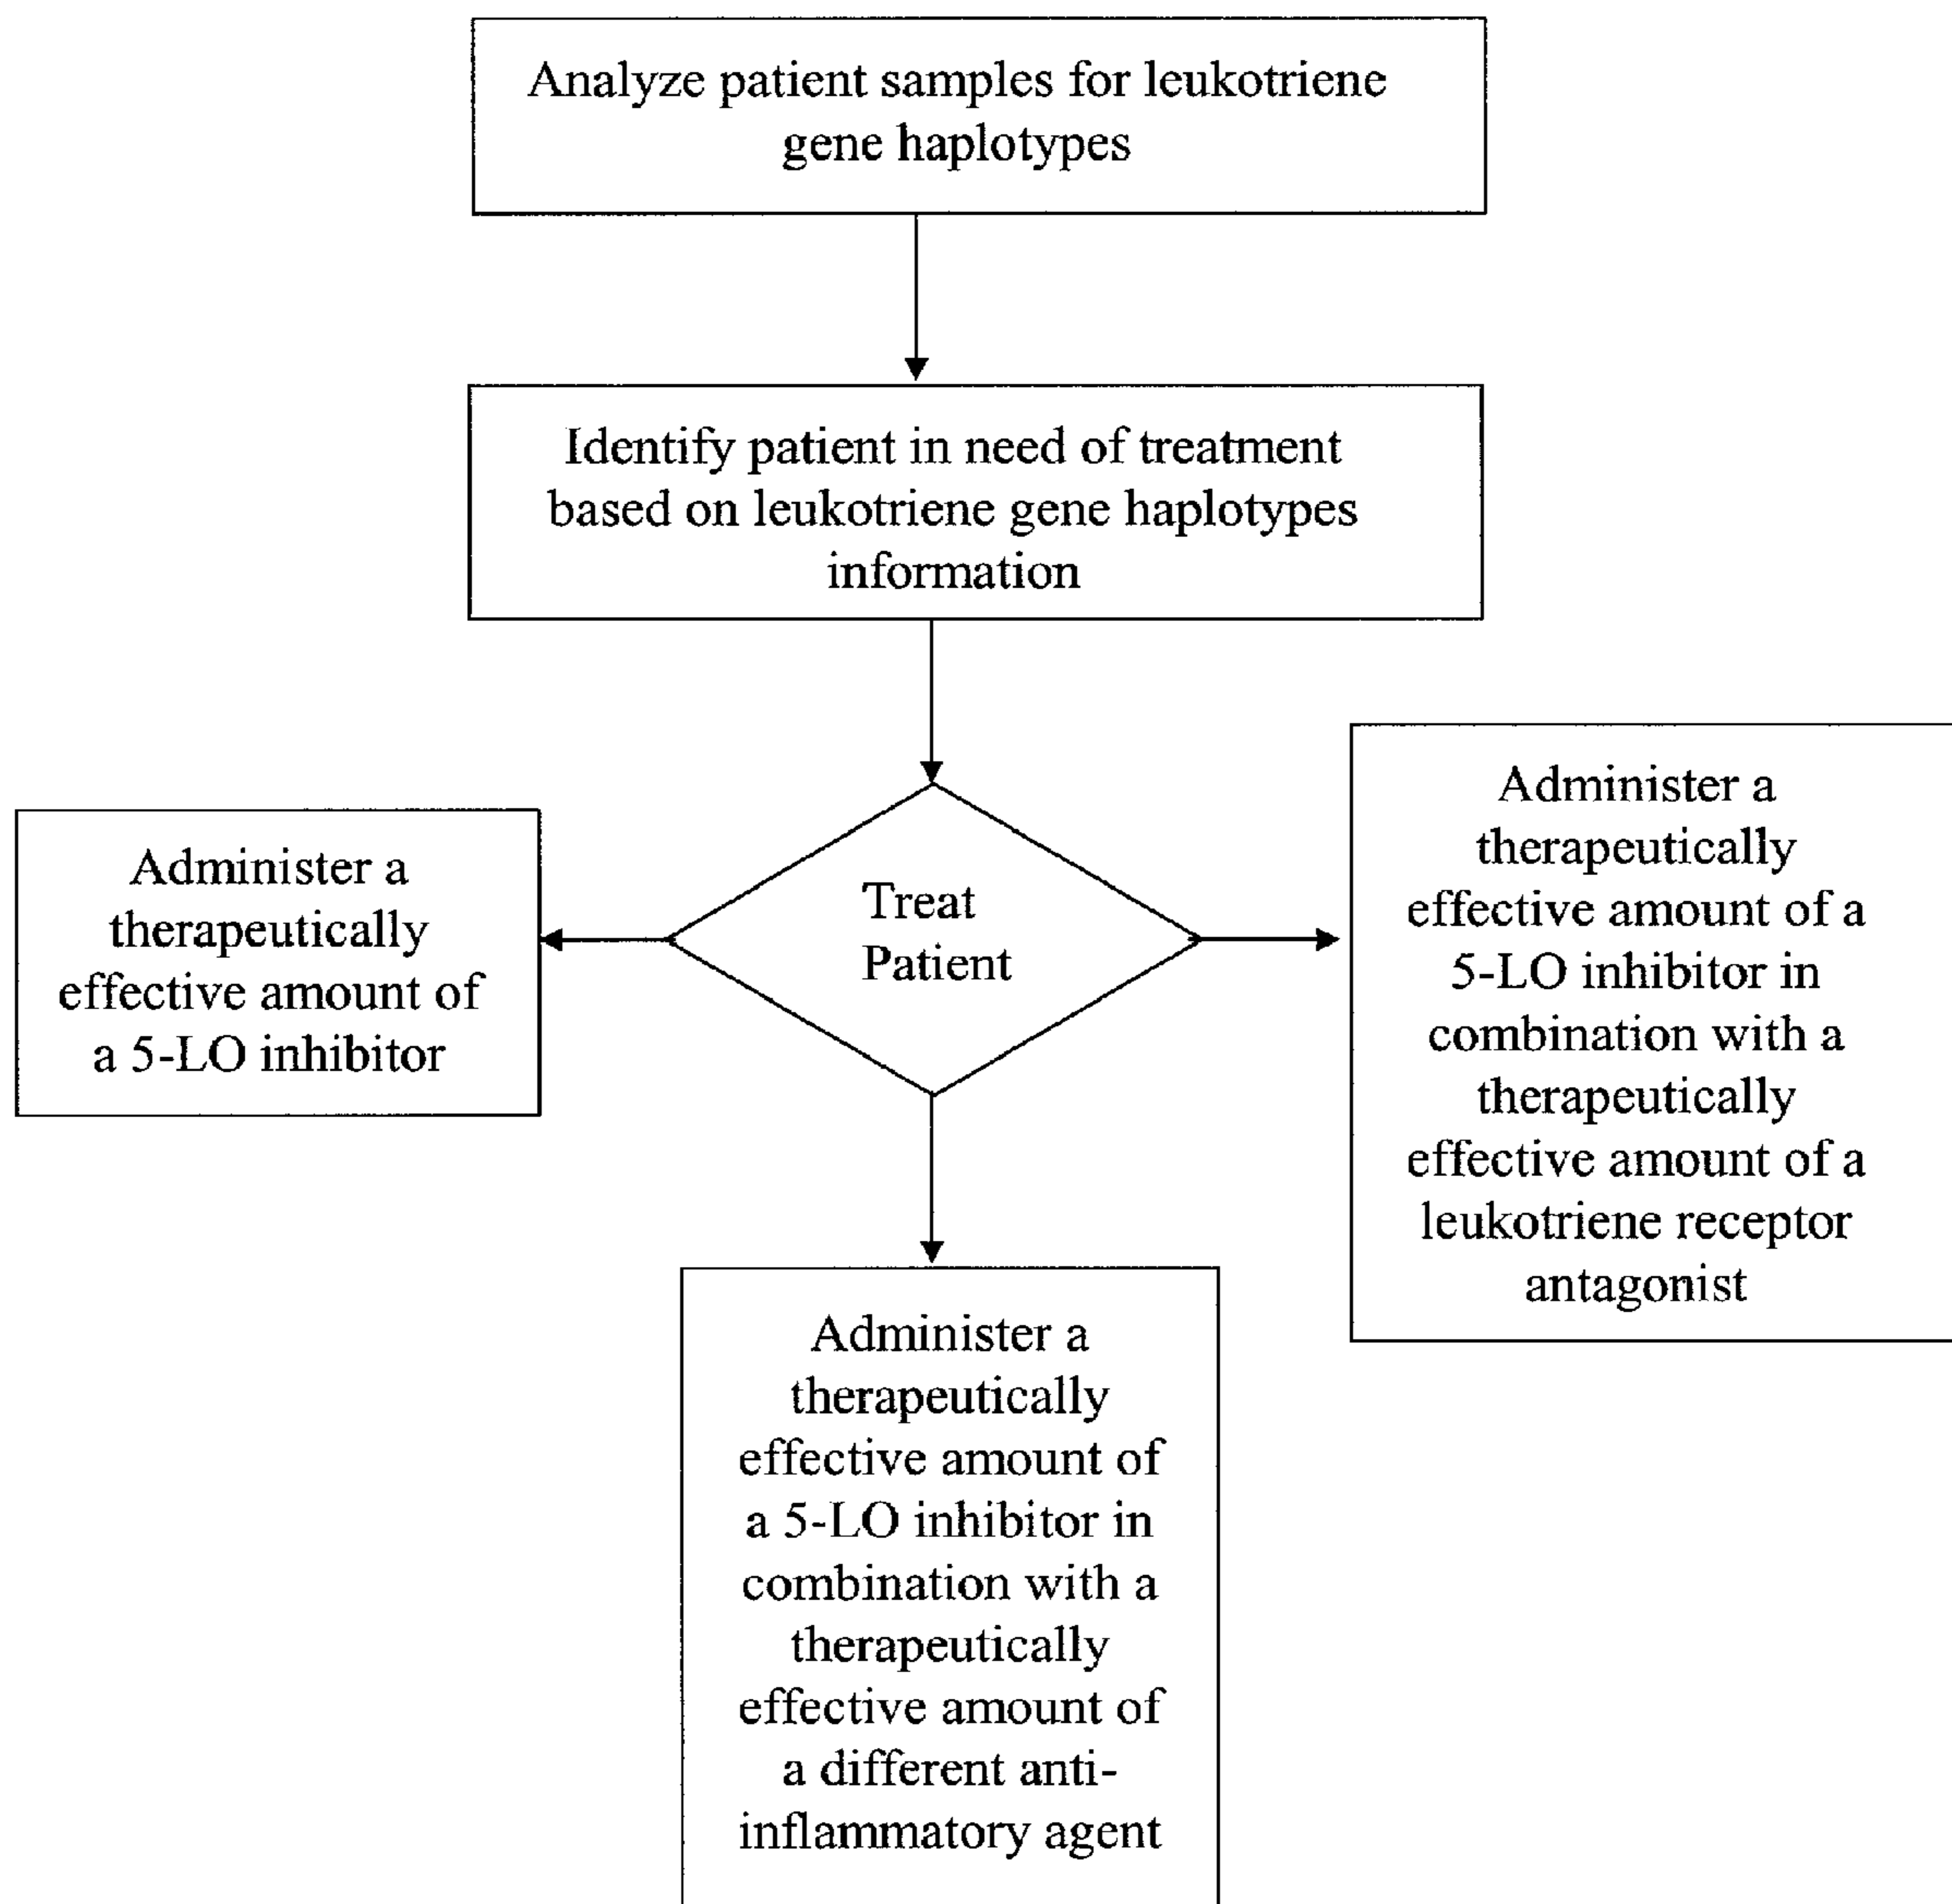 Analyze patient samples for leukotriene
gene haplotypes
Identify patient in need of treatment
based on leukotriene gene haplotypes
information
Treat
Patient
Administer a
therapeutically
effective amount of
a 5-LO inhibitor
Administer a
therapeutically
effective amount of a
5-LO inhibitor in
combination with a
therapeutically
effective amount of a
leukotriene receptor
antagonist
Administer a
therapeutically
effective amount of
a 5-LO inhibitor in
combination with a
therapeutically
effective amount of
a different anti-
inflammatory agent